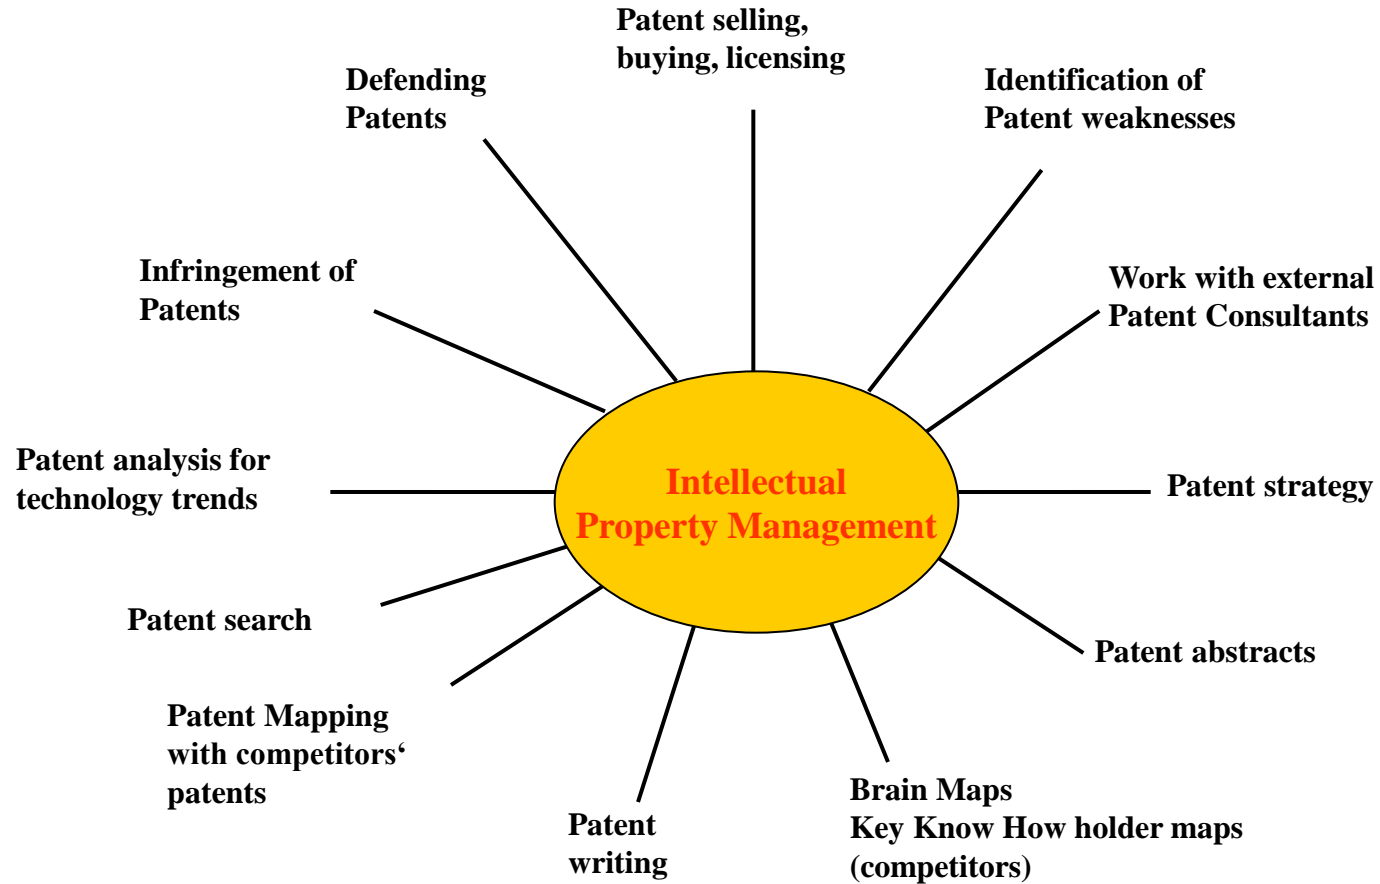 Patent selling,
buying, licensing
Defending
Patents
Identification of
Patent weaknesses
Infringement of
Patents
Work with external
Patent Consultants
Patent analysis for
technology trends
Intellectual
Property Management
Patent strategy
Patent search
Patent abstracts
Patent Mapping
with competitors‘
patents
Brain Maps
Key Know How holder maps
(competitors)
Patent
writing